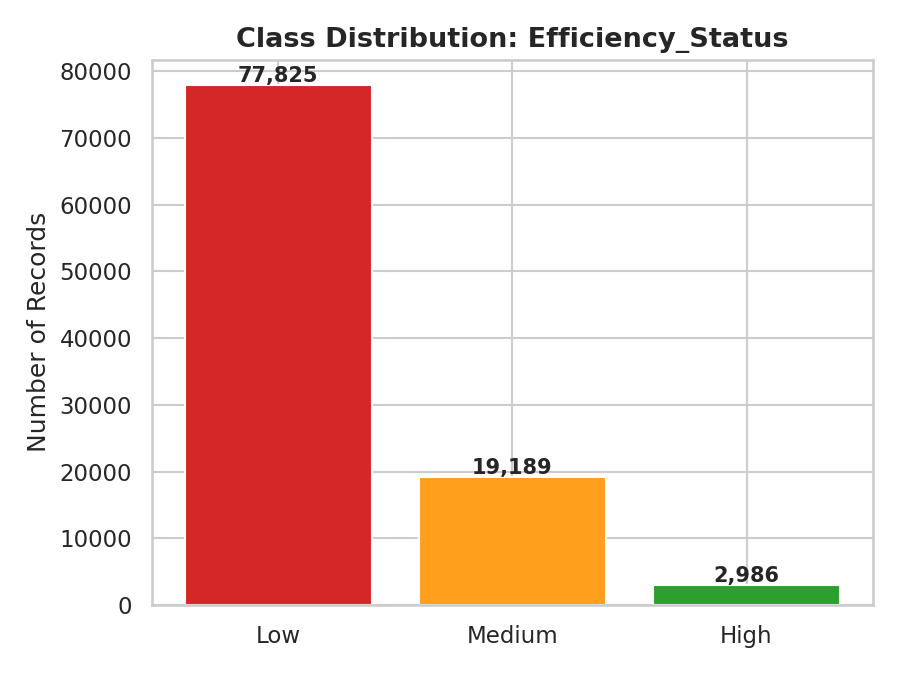 Class Distribution: Efficiency_Status
Number of Records
80000
70000
60000
50000
40000
30000
20000
10000
0
77,825
19,189
2,986
Low
Medium
High